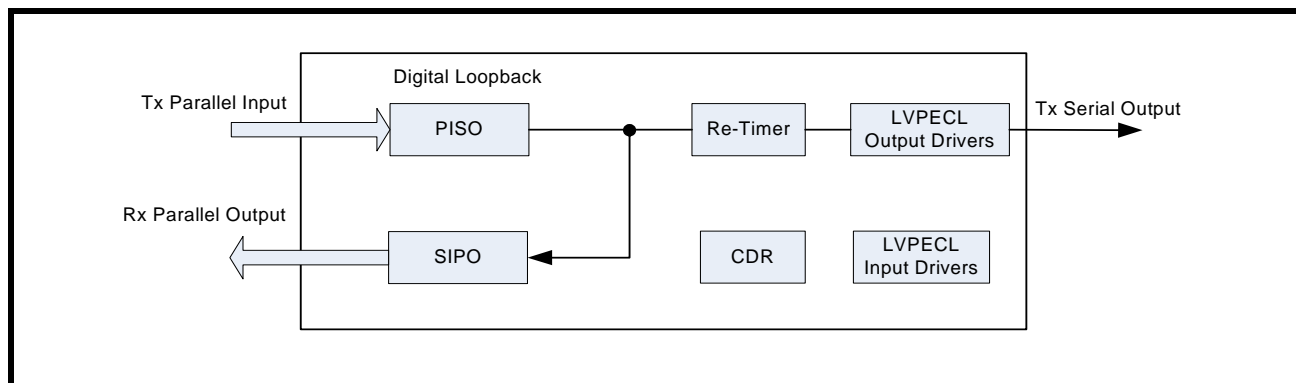 Digital Loopback
Tx Parallel Input
PISO
Re-Timer
LVPECL
Output Drivers
Tx Serial Output
Rx Parallel Output
SIPO
CDR
LVPECL
Input Drivers